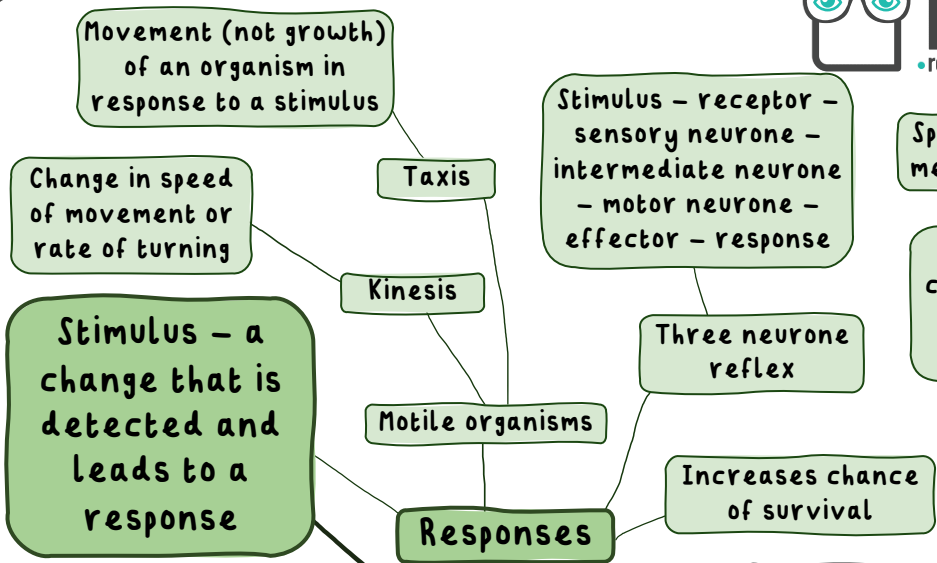 Movement (not growth)
of an organism in
response to a stimulus
Taxis
Change in speed
of movement or
rate of turning
Kinesis
Stimulus – a
change that is
detected and
leads to a
response
Motile organisms
Responses
Stimulus – receptor –
sensory neurone –
intermediate neurone
– motor neurone –
effector – response
Three neurone
reflex
Increases chance
of survival